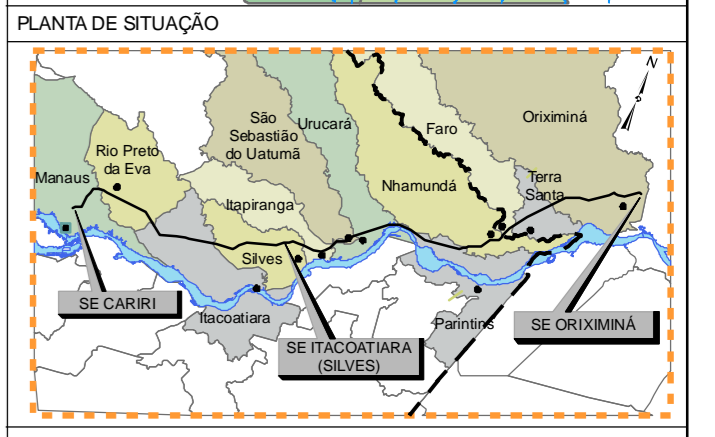 PLANTA DE SITUAÇÃO
N
São
Sebastião
do Uatumã
Urucará
Faro
Oriximiná
Rio Preto
da Eva
Manaus
Nhamundá
Terra
Santa
Itapiranga
Silves
SE CARIRI
Itacoatiara
SE ITACOATIARA
(SILVES)
Parintins
SE ORIXIMINÁ